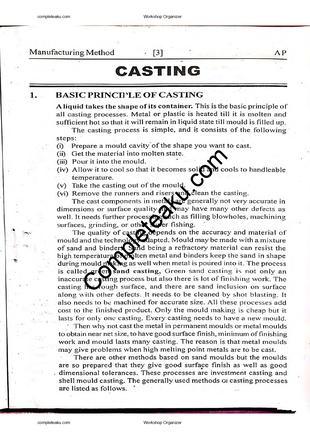 completeaku.com Workshop Organizer
Manufacturing Method [3] AP
CASTING
1. BASIC PRINCIPLE OF CASTING
A liquid takes the shape of its container. This is the basic principle of
all casting processes. Metal or plastic is heated till it is molten and
sufficient hot so that it will remain in liquid state till mould is filled up.
The casting process is simple, and it consists of the following
steps:
(i) Prepare a mould cavity of the shape you want to cast.
(ii) Get the material into molten state.
(iii) Pour it into the mould.
(iv) Allow it to cool so that it becomes solid and cools to handleable
temperature.
(v) Take the casting out of the mould.
(vi) Remove the runners and risers and clean the casting.
The cast components in metal are generally not very accurate in
dimensions or surface quality and may have many other defects as
well. It needs further processing such as filling blowholes, machining
surfaces, grinding, or other fishing.
The quality of casting depends on the accuracy and material of
mould and the technology adapted. Mould may be made with a mixture
of sand and binders. Sand being a refractory material can resist the
high temperature of molten metal and binders keep the sand in shape
during mould making as well when metal is poured into it. The process
is called green sand casting, Green sand casting is not only an
inaccurate casting process but also there is lot of finishing work. The
casting has rough surface, and there are sand inclusion on surface
along with other defects. It needs to be cleaned by shot blasting. It
also needs to be machined for accurate size. All these processes add
cost to the finished product. Only the mould making is cheap but it
lasts for only one casting. Every casting needs to have a new mould.
Then why not cast the metal in permanent moulds or metal moulds
to obtain near net size, to have good surface finish, minimum of finishing
work and mould lasts many casting. The reason is that metal moulds
may give problems when high melting point metals are to be cast.
There are other methods based on sand moulds but the moulds
are so prepared that they give good surface finish as well as good
dimensional tolerances. These processes are investment casting and
shell mould casting. The generally used methods of casting processes
are listed as follows.
Completeaku.com
completeaku.com Workshop Organizer